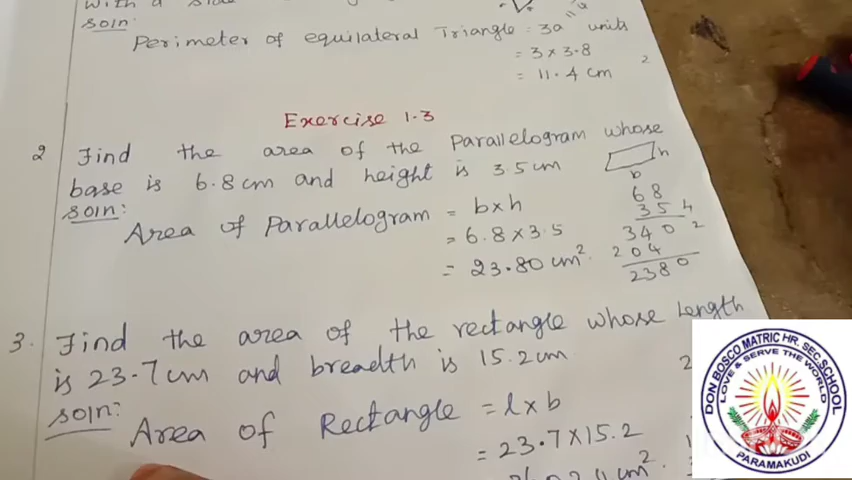 With a side
Soln:
Perimeter of equilateral Triangle = 3a units
= 3 × 3.8
= 11.4 cm
Exercise 1.3
2 Find the area of the Parallelogram whose
base is 6.8 cm and height is 3.5 cm
h
b
Soln:
Area of Parallelogram = b×h
= 6.8 × 3.5
= 23.80 cm².
68
35 4
340 2
204
2380
3. Find the area of the rectangle whose Length
is 23.7 cm and breadth is 15.2 cm
Soln:
Area of Rectangle = l×b
= 23.7 × 15.2
DON BOSCO MATRIC HR. SEC SCHOOL
LOVE & SERVE THE WORLD
PARAMAKUDI